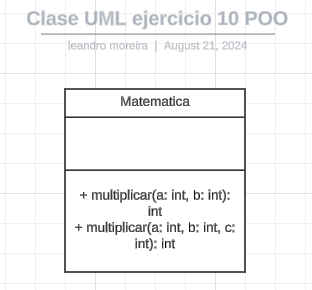 Clase UML ejercicio 10 POO
leandro moreira | August 21, 2024
Matematica
+ multiplicar(a: int, b: int):
int
+ multiplicar(a: int, b: int, c:
int): int